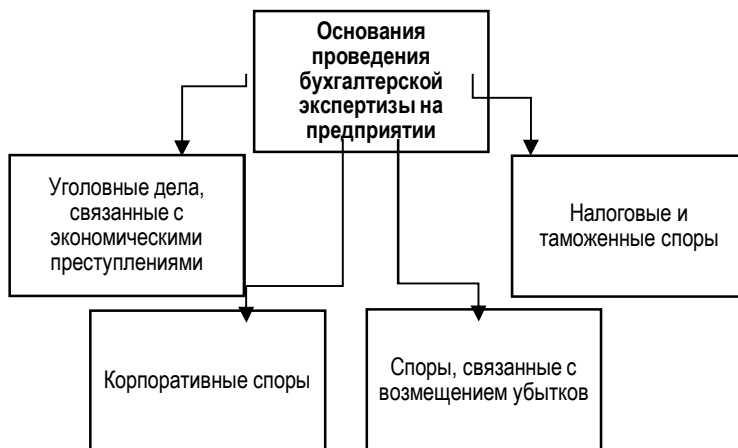 Основания
проведения
бухгалтерской
экспертизы на
предприятии
Уголовные дела,
связанные с
экономическими
преступлениями
Налоговые и
таможенные споры
Корпоративные споры
Споры, связанные с
возмещением убытков